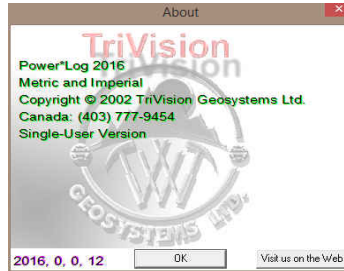 About
TriVision
TriVision
Power*Log 2016
Metric and Imperial
Copyright © 2002 TriVision Geosystems Ltd.
Canada: (403) 777-9454
Single-User Version
GEOSYSTEMS LTD.
2016, 0, 0, 12
OK
Visit us on the Web